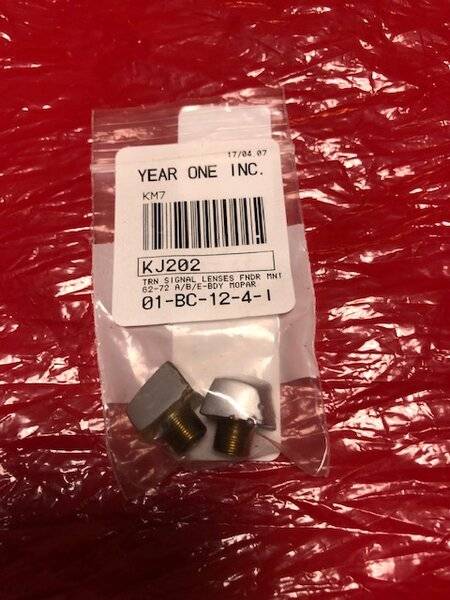 17/04.07
YEAR ONE INC.
KM7
KJ202
TRN SIGNAL LENSES FNDR MNT
62-72 A/B/E-BDY MOPAR
01-BC-12-4-I